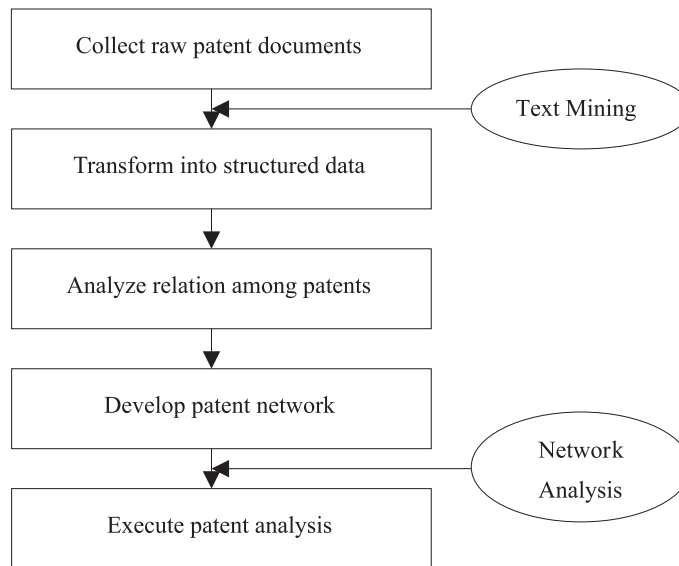 Collect raw patent documents
Text Mining
Transform into structured data
Analyze relation among patents
Develop patent network
Network
Analysis
Execute patent analysis